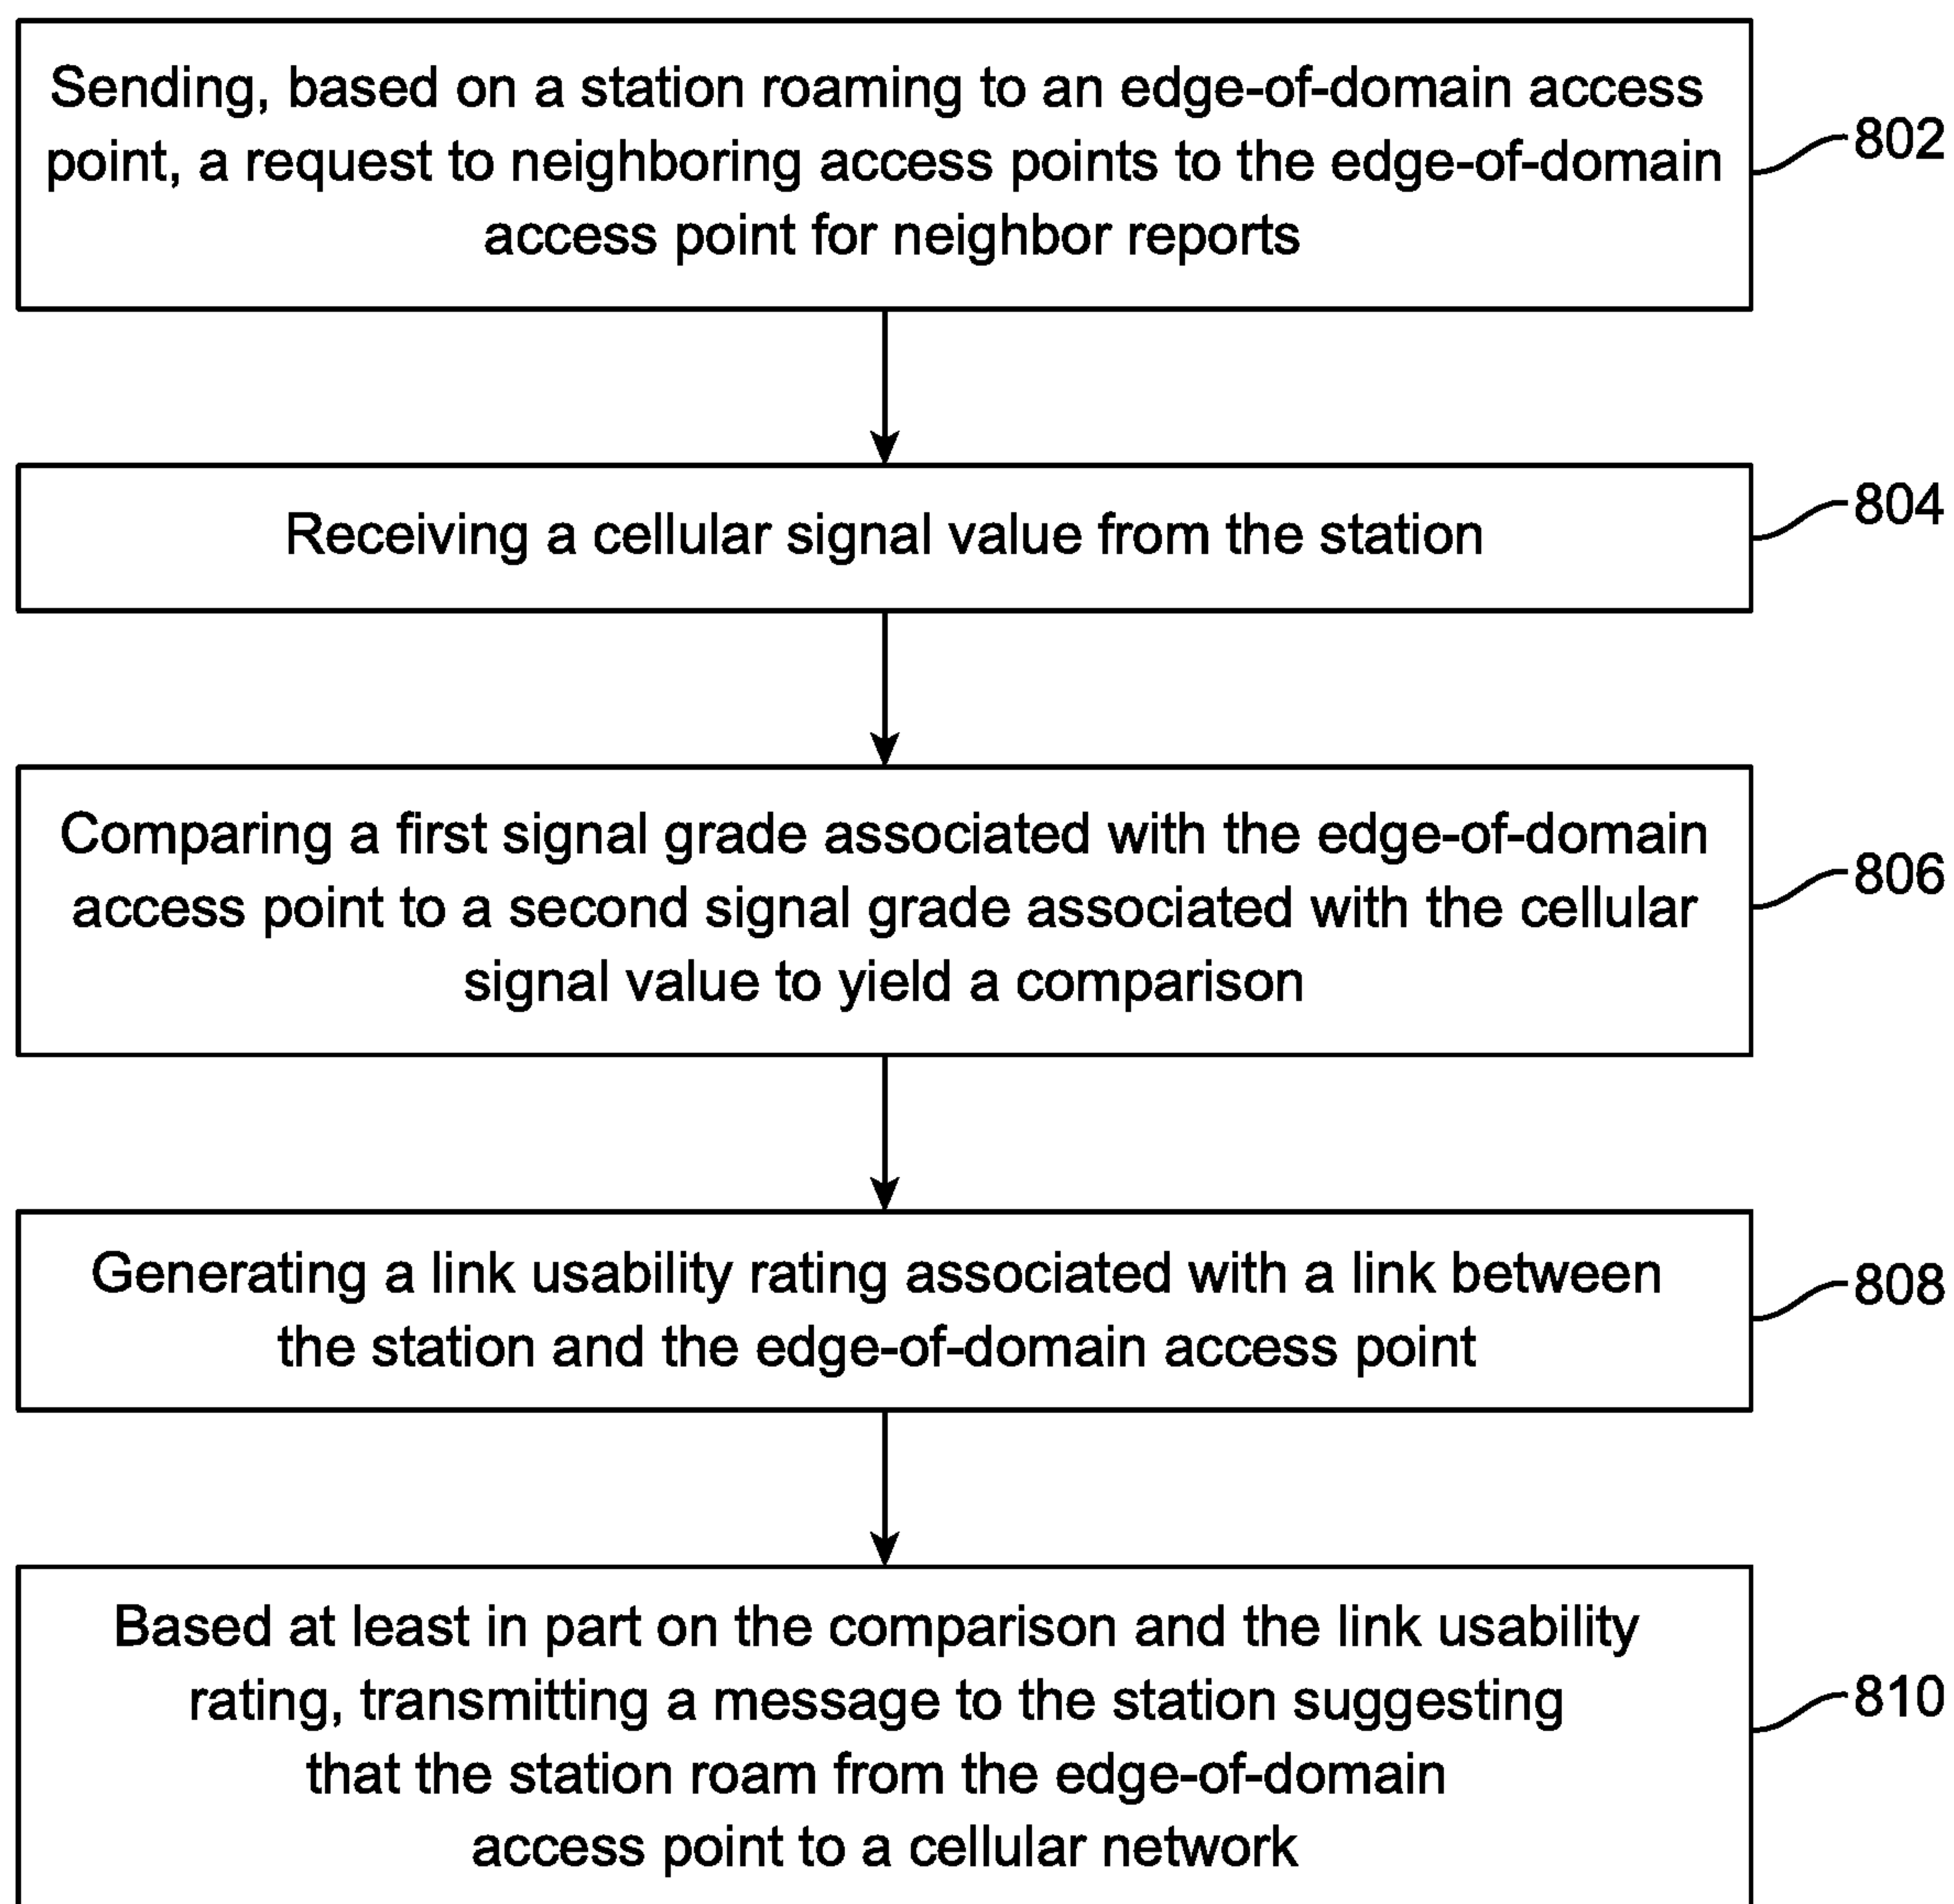 Sending, based on a station roaming to an edge-of-domain access
point, a request to neighboring access points to the edge-of-domain
access point for neighbor reports
802
Receiving a cellular signal value from the station
804
Comparing a first signal grade associated with the edge-of-domain
access point to a second signal grade associated with the cellular
signal value to yield a comparison
806
Generating a link usability rating associated with a link between
the station and the edge-of-domain access point
808
Based at least in part on the comparison and the link usability
rating, transmitting a message to the station suggesting
that the station roam from the edge-of-domain
access point to a cellular network
810